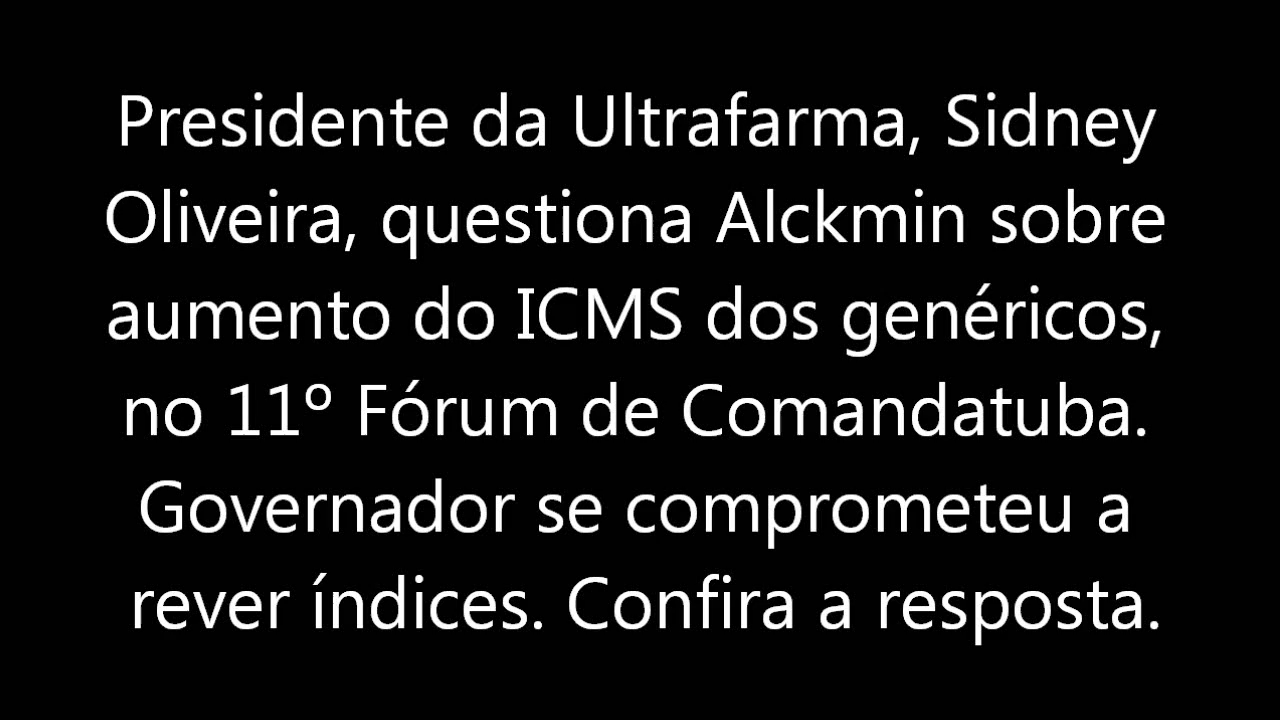 Presidente da Ultrafarma, Sidney
Oliveira, questiona Alckmin sobre
aumento do ICMS dos genéricos,
no 11º Fórum de Comandatuba.
Governador se comprometeu a
rever índices. Confira a resposta.